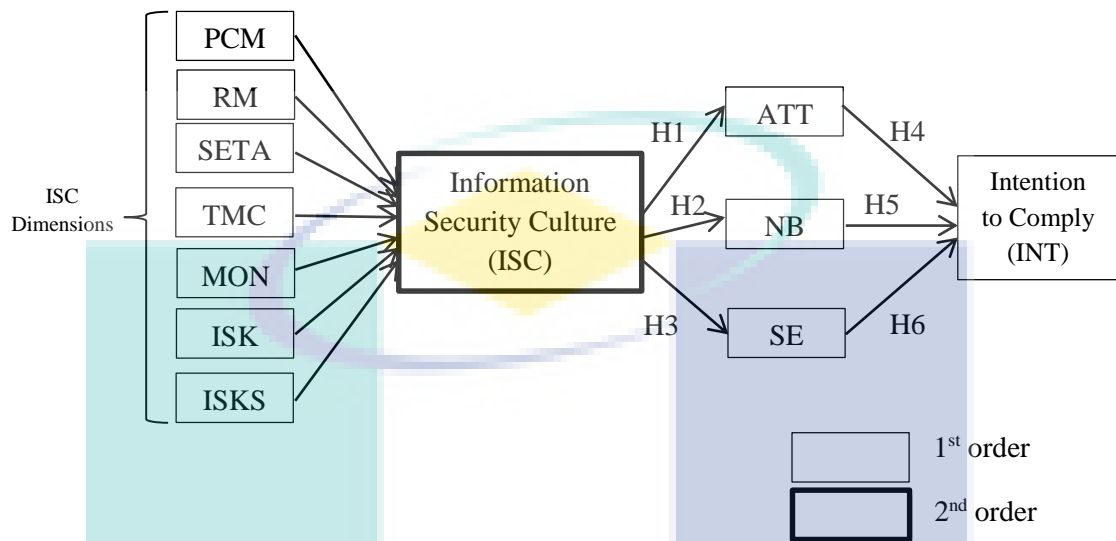 PCM
RM
SETA
TMC
MON
ISK
ISKS
ISC
Dimensions
Information
Security Culture
(ISC)
H1
H2
H3
ATT
NB
SE
H4
H5
H6
Intention
to Comply
(INT)
1st order
2nd order